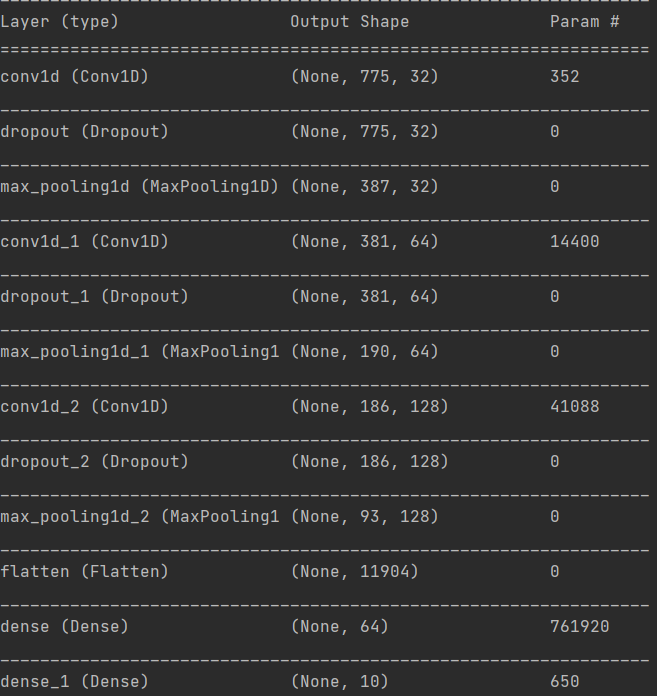 Layer (type) Output Shape Param #
=================================================================
conv1d (Conv1D) (None, 775, 32) 352
_________________________________________________________________
dropout (Dropout) (None, 775, 32) 0
_________________________________________________________________
max_pooling1d (MaxPooling1D) (None, 387, 32) 0
_________________________________________________________________
conv1d_1 (Conv1D) (None, 381, 64) 14400
_________________________________________________________________
dropout_1 (Dropout) (None, 381, 64) 0
_________________________________________________________________
max_pooling1d_1 (MaxPooling1 (None, 190, 64) 0
_________________________________________________________________
conv1d_2 (Conv1D) (None, 186, 128) 41088
_________________________________________________________________
dropout_2 (Dropout) (None, 186, 128) 0
_________________________________________________________________
max_pooling1d_2 (MaxPooling1 (None, 93, 128) 0
_________________________________________________________________
flatten (Flatten) (None, 11904) 0
_________________________________________________________________
dense (Dense) (None, 64) 761920
_________________________________________________________________
dense_1 (Dense) (None, 10) 650